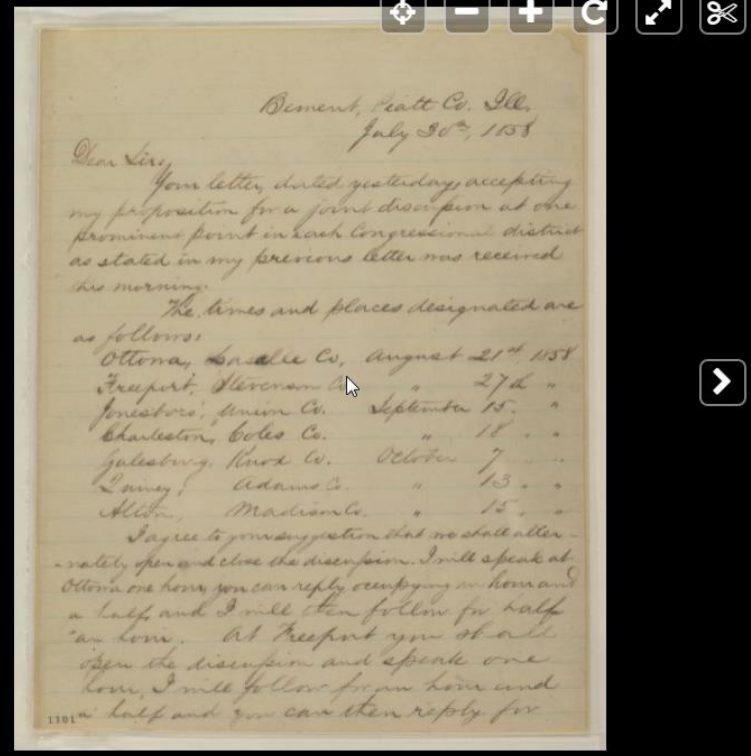 Bement, Piatt Co. Ill.
July 30th, 1858
Dear Sir,
Your letter, dated yesterday, accepting
my proposition for a joint discussion at one
prominent point in each Congressional district
as stated in my previous letter was received
this morning.
The times and places designated are
as follows:
Ottowa, Lasalle Co, August 21st 1858
Freeport, Stevenson Co. " 27th "
Jonesboro', Union Co. September 15. "
Charleston, Coles Co. " 18. "
Galesburg, Knox Co. October 7 "
Quincy, Adams Co. " 13. "
Alton, Madison Co. " 15. "
I agree to your suggestion that we shall alter-
-nately open and close the discussion. I will speak at
Ottowa one hour, you can reply occupying an hour and
a half, and I will then follow for half
an hour. At Freeport you shall
open the discussion and speak one
hour, I will follow for an hour and
a half and you can then reply for
1101